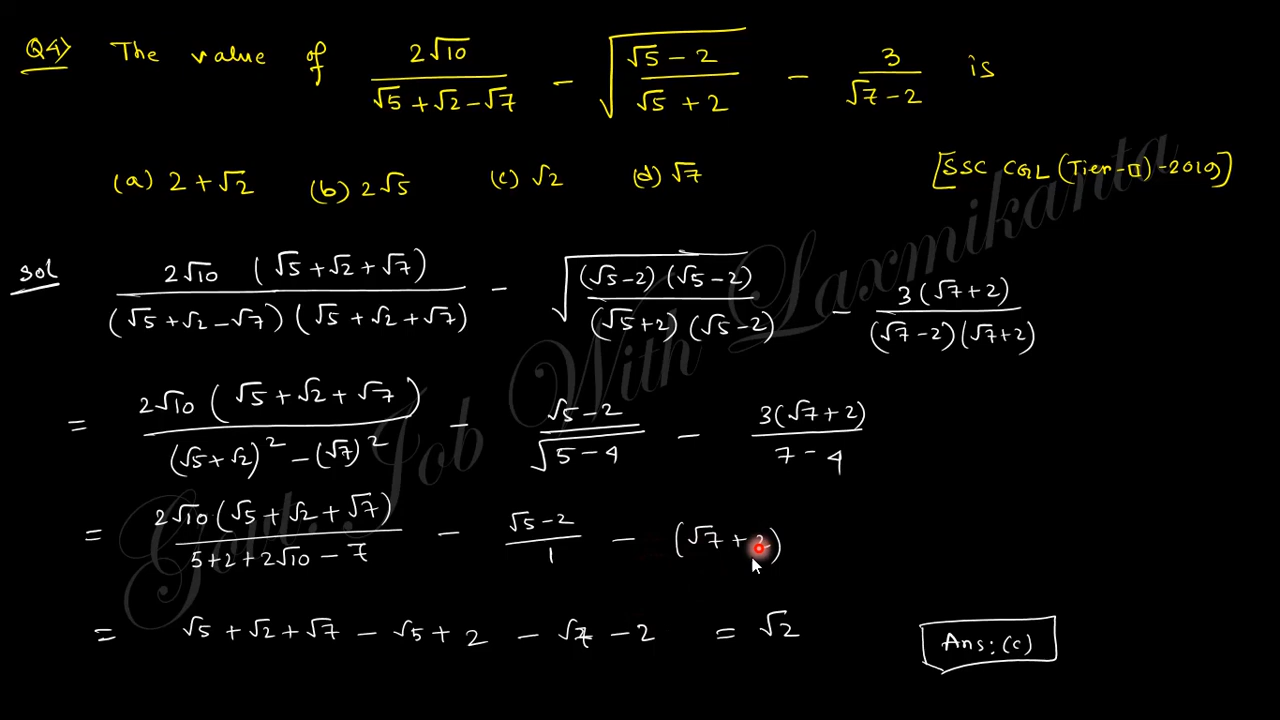 Q4) The value of 2√10/(√5+√2-√7) - √((√5-2)/(√5+2)) - 3/(√7-2) is
(a) 2+√2 (b) 2√5 (c) √2 (d) √7 [SSC CGL (Tier-II)-2019]
Sol 2√10 (√5+√2+√7)/((√5+√2-√7)(√5+√2+√7)) - √((√5-2)(√5-2)/((√5+2)(√5-2))) - 3(√7+2)/((√7-2)(√7+2))
= 2√10 (√5+√2+√7)/((√5+√2)²-(√7)²) - (√5-2)/√(5-4) - 3(√7+2)/(7-4)
= 2√10(√5+√2+√7)/(5+2+2√10-7) - (√5-2)/1 - (√7+2)
= √5+√2+√7-√5+2-√7-2 = √2
Ans:(c)
Govt. Job With Laxmikanta